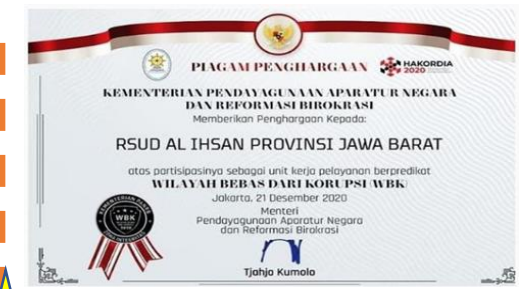 PIAGAM PENGHARGAAN
HAKORDIA
2020
KEMENTERIAN PENDAYAGUNAAN APARATUR NEGARA
DAN REFORMASI BIROKRASI
Memberikan Penghargaan Kepada:
RSUD AL IHSAN PROVINSI JAWA BARAT
atas partisipasinya sebagai unit kerja pelayanan berpredikat
WILAYAH BEBAS DARI KORUPSI (WBK)
Jakarta, 21 Desember 2020
Menteri
Pendayagunaan Aparatur Negara
dan Reformasi Birokrasi
WBK
Tjahjo Kumolo